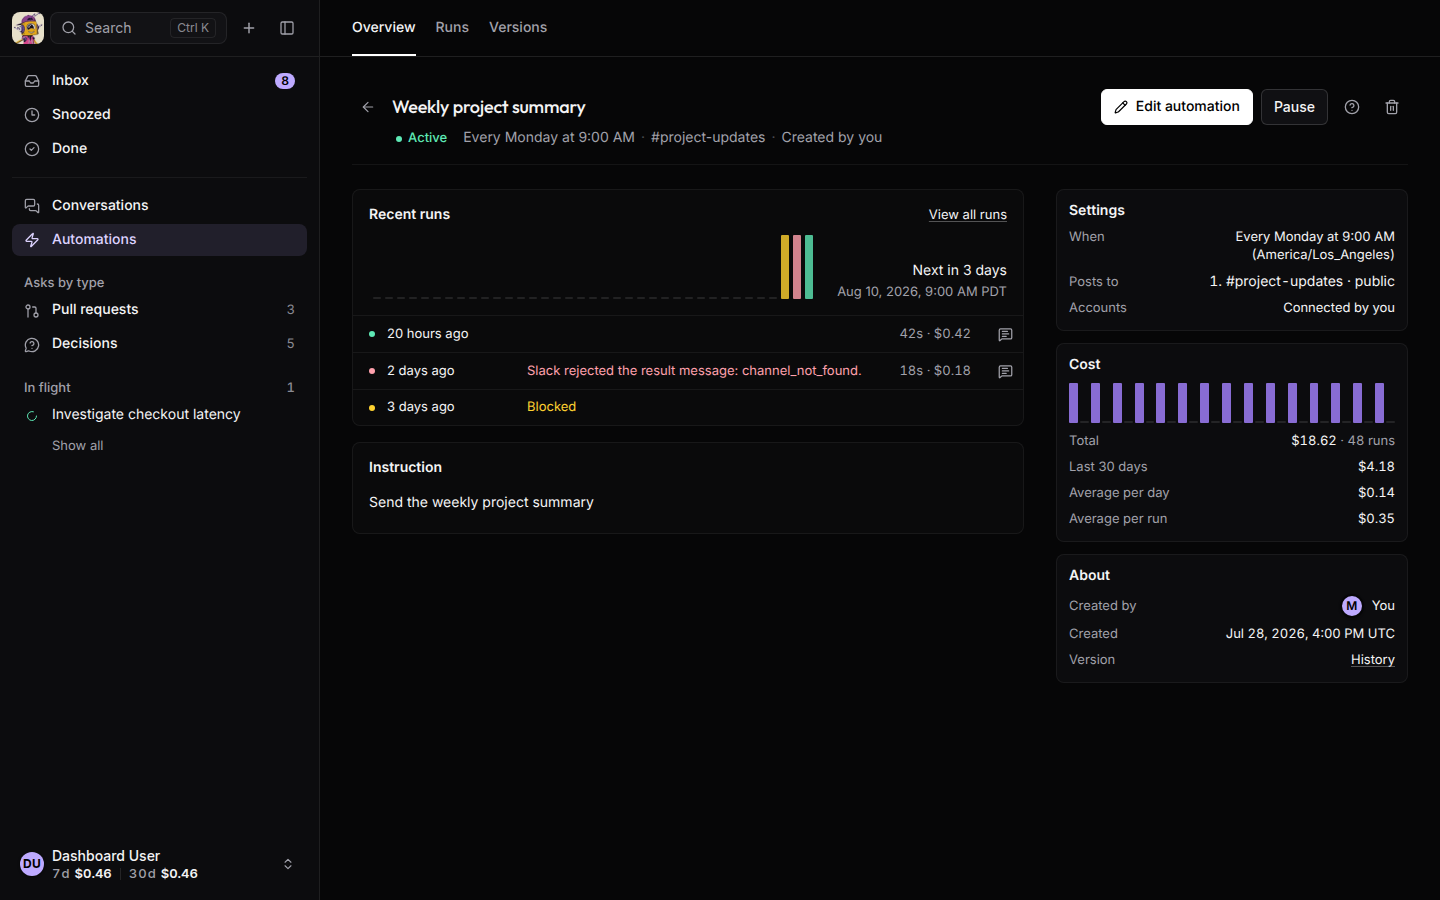 Search
Ctrl K
Inbox
8
Snoozed
Done
Conversations
Automations
Asks by type
Pull requests
3
Decisions
5
In flight
1
Investigate checkout latency
Show all
DU
Dashboard User
7d $0.46 | 30d $0.46
Overview
Runs
Versions
Weekly project summary
Active
Every Monday at 9:00 AM · #project-updates · Created by you
Edit automation
Pause
Recent runs
View all runs
Next in 3 days
Aug 10, 2026, 9:00 AM PDT
20 hours ago
42s · $0.42
2 days ago
Slack rejected the result message: channel_not_found.
18s · $0.18
3 days ago
Blocked
Instruction
Send the weekly project summary
Settings
When
Every Monday at 9:00 AM
(America/Los_Angeles)
Posts to
1. #project-updates · public
Accounts
Connected by you
Cost
Total
$18.62 · 48 runs
Last 30 days
$4.18
Average per day
$0.14
Average per run
$0.35
About
Created by
M
You
Created
Jul 28, 2026, 4:00 PM UTC
Version
History